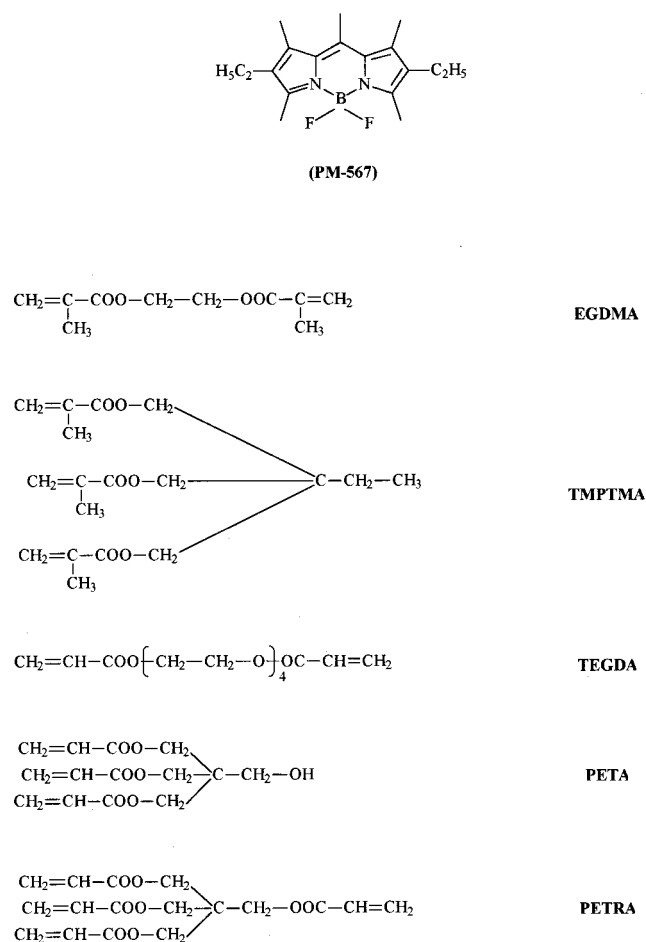 H₅C₂ C₂H₅
N N
B
F F
(PM-567)
CH₂=C-COO-CH₂-CH₂-OOC-C=CH₂
CH₃ CH₃
EGDMA
CH₂=C-COO-CH₂
CH₃
CH₂=C-COO-CH₂ C-CH₂-CH₃
CH₃
TMPTMA
CH₂=C-COO-CH₂
CH₃
CH₂=CH-COO[CH₂-CH₂-O]₄OC-CH=CH₂
TEGDA
CH₂=CH-COO-CH₂
CH₂=CH-COO-CH₂-C-CH₂-OH
PETA
CH₂=CH-COO-CH₂
CH₂=CH-COO-CH₂
CH₂=CH-COO-CH₂-C-CH₂-OOC-CH=CH₂
PETRA
CH₂=CH-COO-CH₂